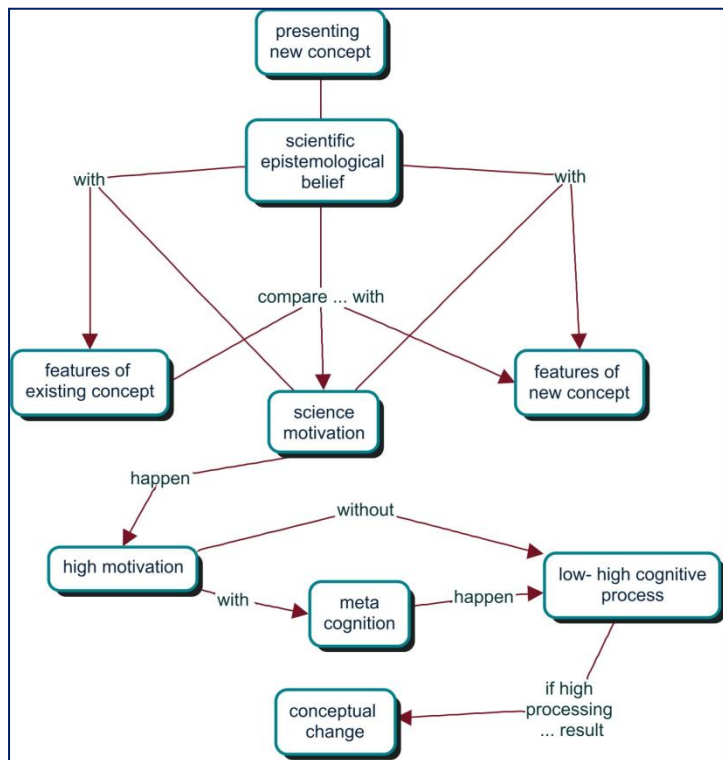 presenting
new concept
scientific
epistemological
belief
with
with
compare ... with
features of
existing concept
features of
new concept
science
motivation
happen
without
high motivation
low- high cognitive
process
with
meta
cognition
happen
if high
processing
... result
conceptual
change